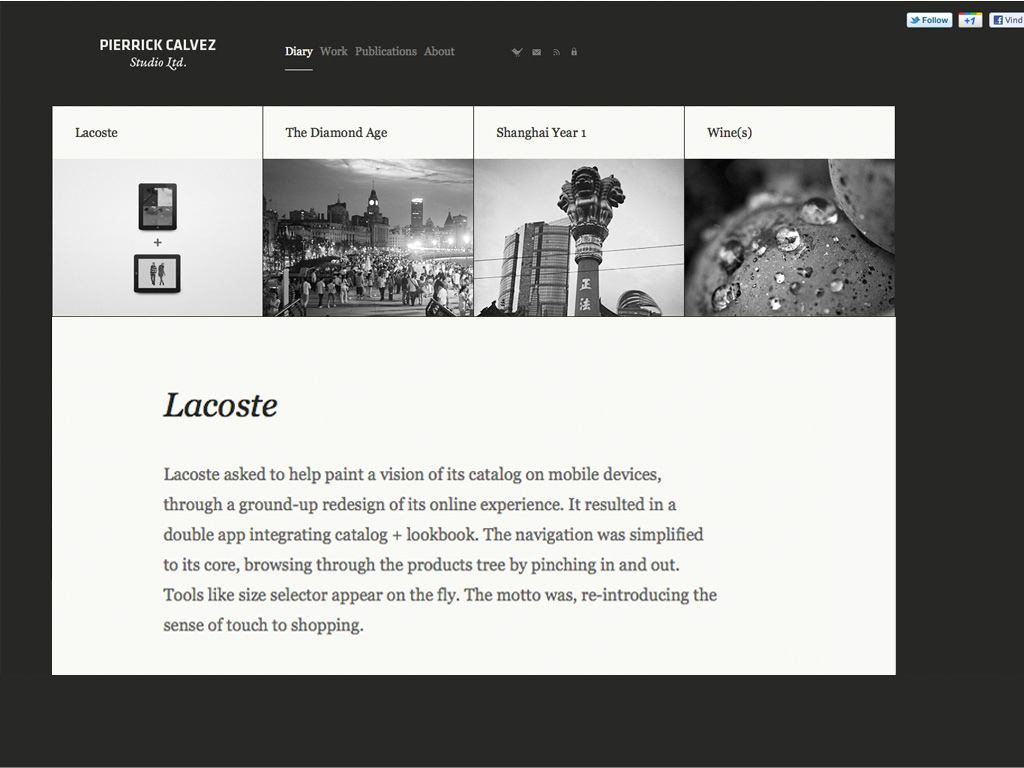 Follow
+1
Vind
PIERRICK CALVEZ
Studio Ltd.
Diary Work Publications About
Lacoste
The Diamond Age
Shanghai Year 1
Wine(s)
+
正法
Lacoste
Lacoste asked to help paint a vision of its catalog on mobile devices,
through a ground-up redesign of its online experience. It resulted in a
double app integrating catalog + lookbook. The navigation was simplified
to its core, browsing through the products tree by pinching in and out.
Tools like size selector appear on the fly. The motto was, re-introducing the
sense of touch to shopping.